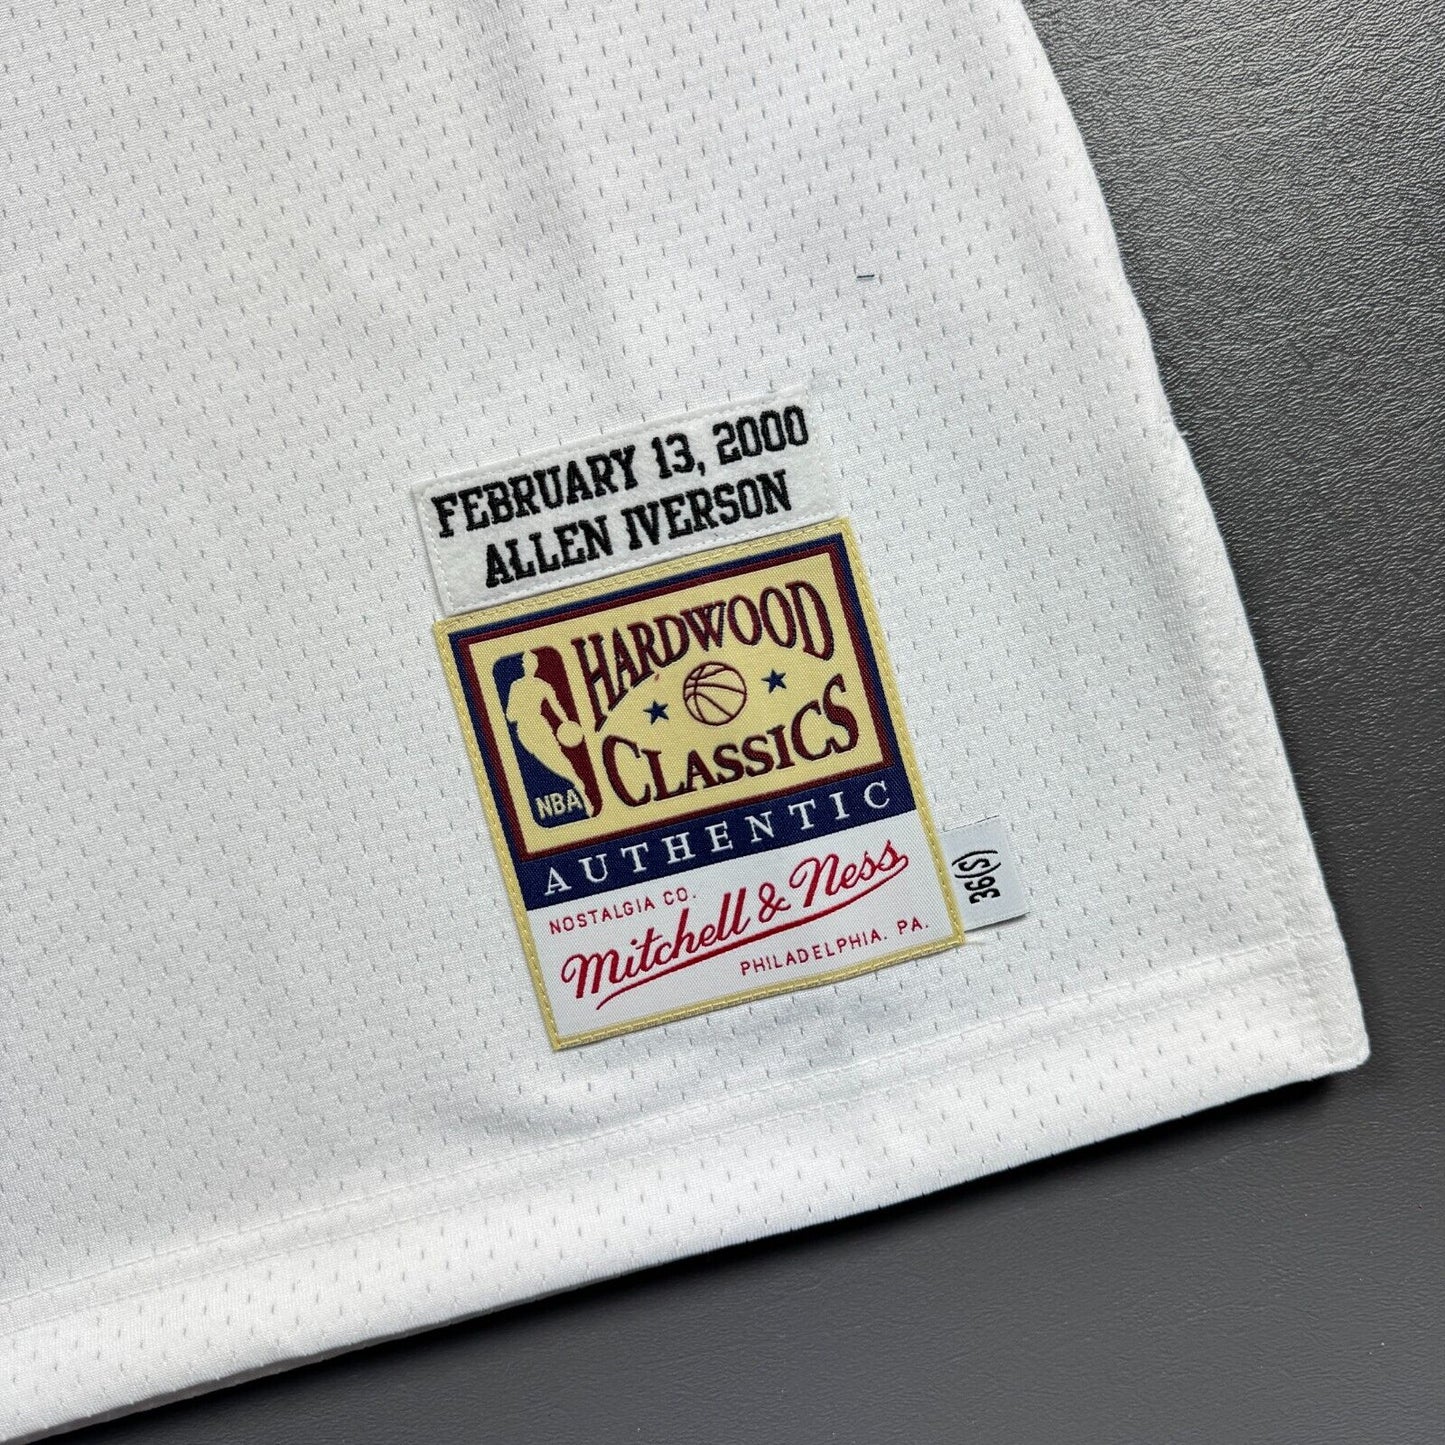 FEBRUARY 13, 2000
ALLEN IVERSON
HARDWOOD
CLASSICS
NBA
AUTHENTIC
NOSTALGIA CO.
Mitchell & Ness
PHILADELPHIA. PA.
36(S)